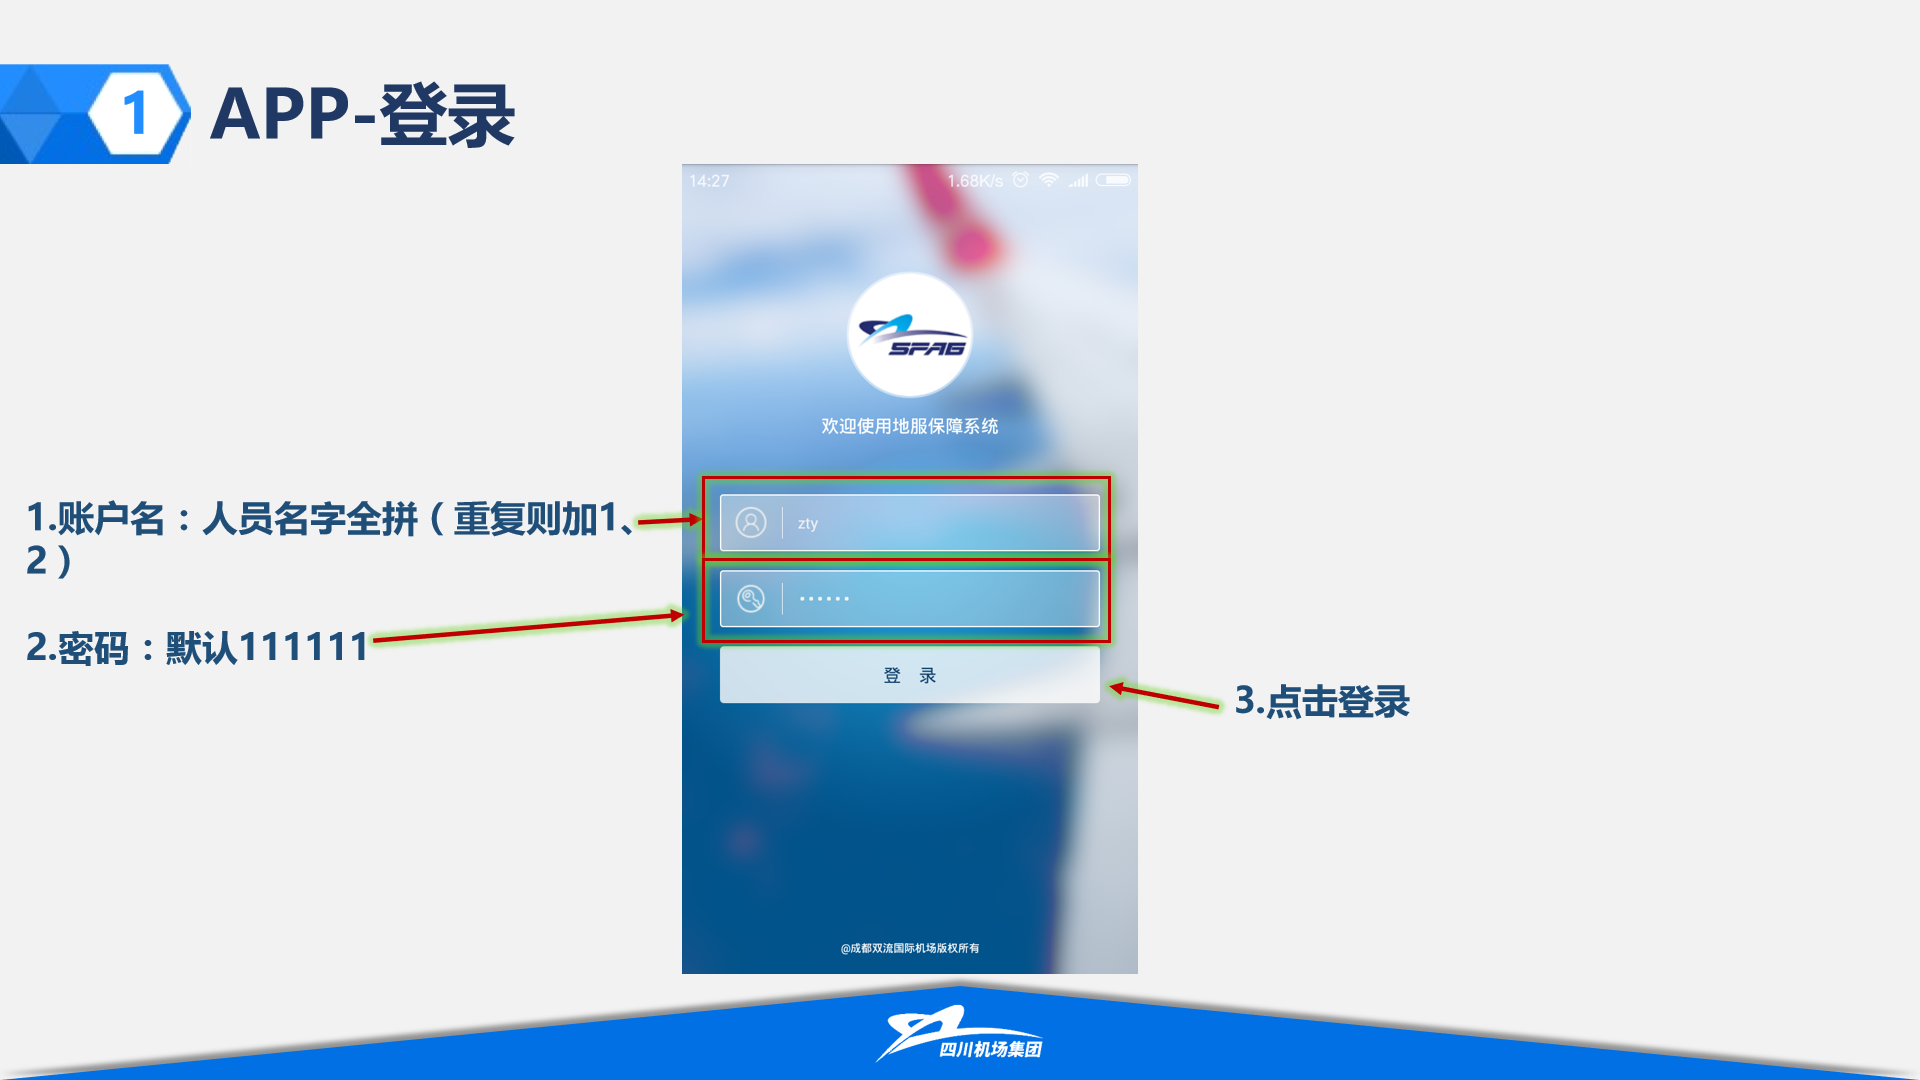 1
APP-登录
14:27
1.68K/s
SPAG
欢迎使用地服保障系统
1.账户名：人员名字全拼（重复则加1、
2）
zty
2.密码：默认111111
••••••
登 录
3.点击登录
@成都双流国际机场版权所有
四川机场集团